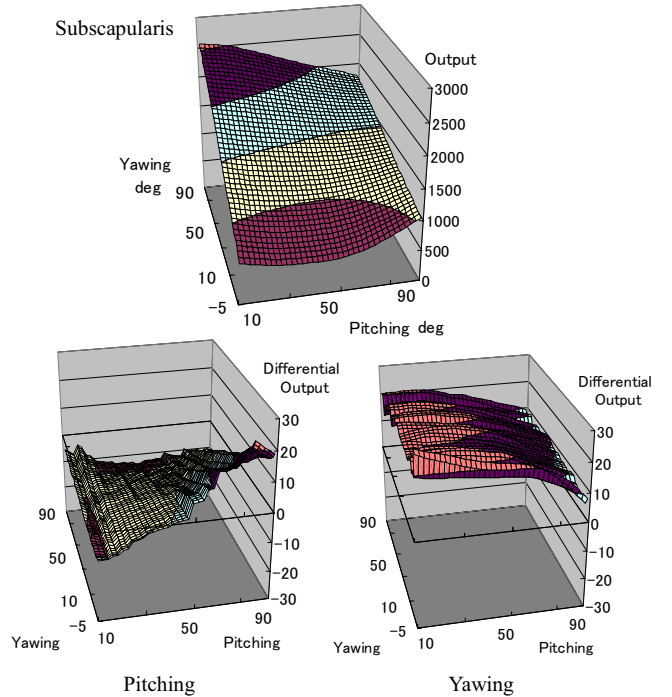 Subscapularis
Output
3000
2500
2000
1500
1000
500
0
Yawing
deg
90
50
10
-5
10
50
90
Pitching deg
Differential
Output
30
20
10
0
-10
-20
-30
90
50
10
-5
10
50
90
Yawing
Pitching
Differential
Output
30
20
10
0
-10
-20
-30
90
50
10
-5
10
50
90
Yawing
Pitching
Pitching
Yawing